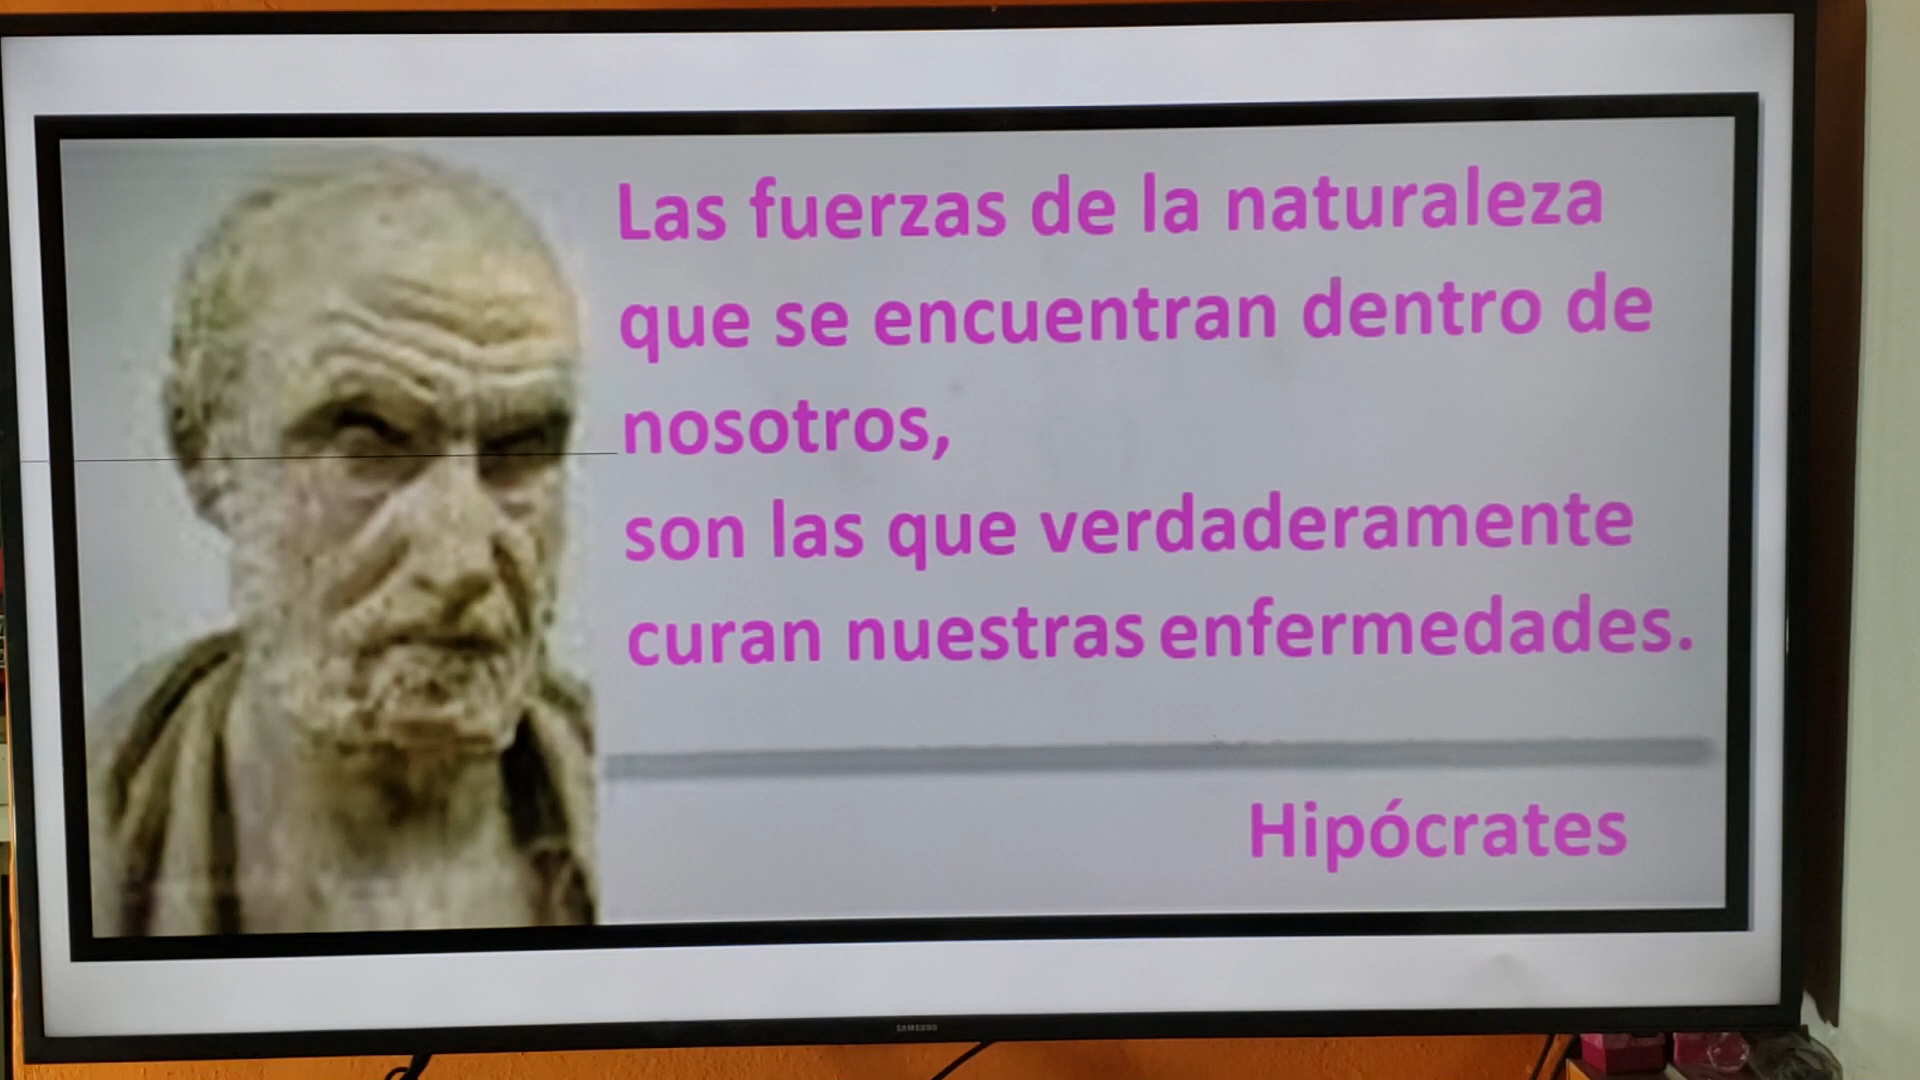 Las fuerzas de la naturaleza
que se encuentran dentro de
nosotros,
son las que verdaderamente
curan nuestras enfermedades.
Hipócrates
SAMSUNG